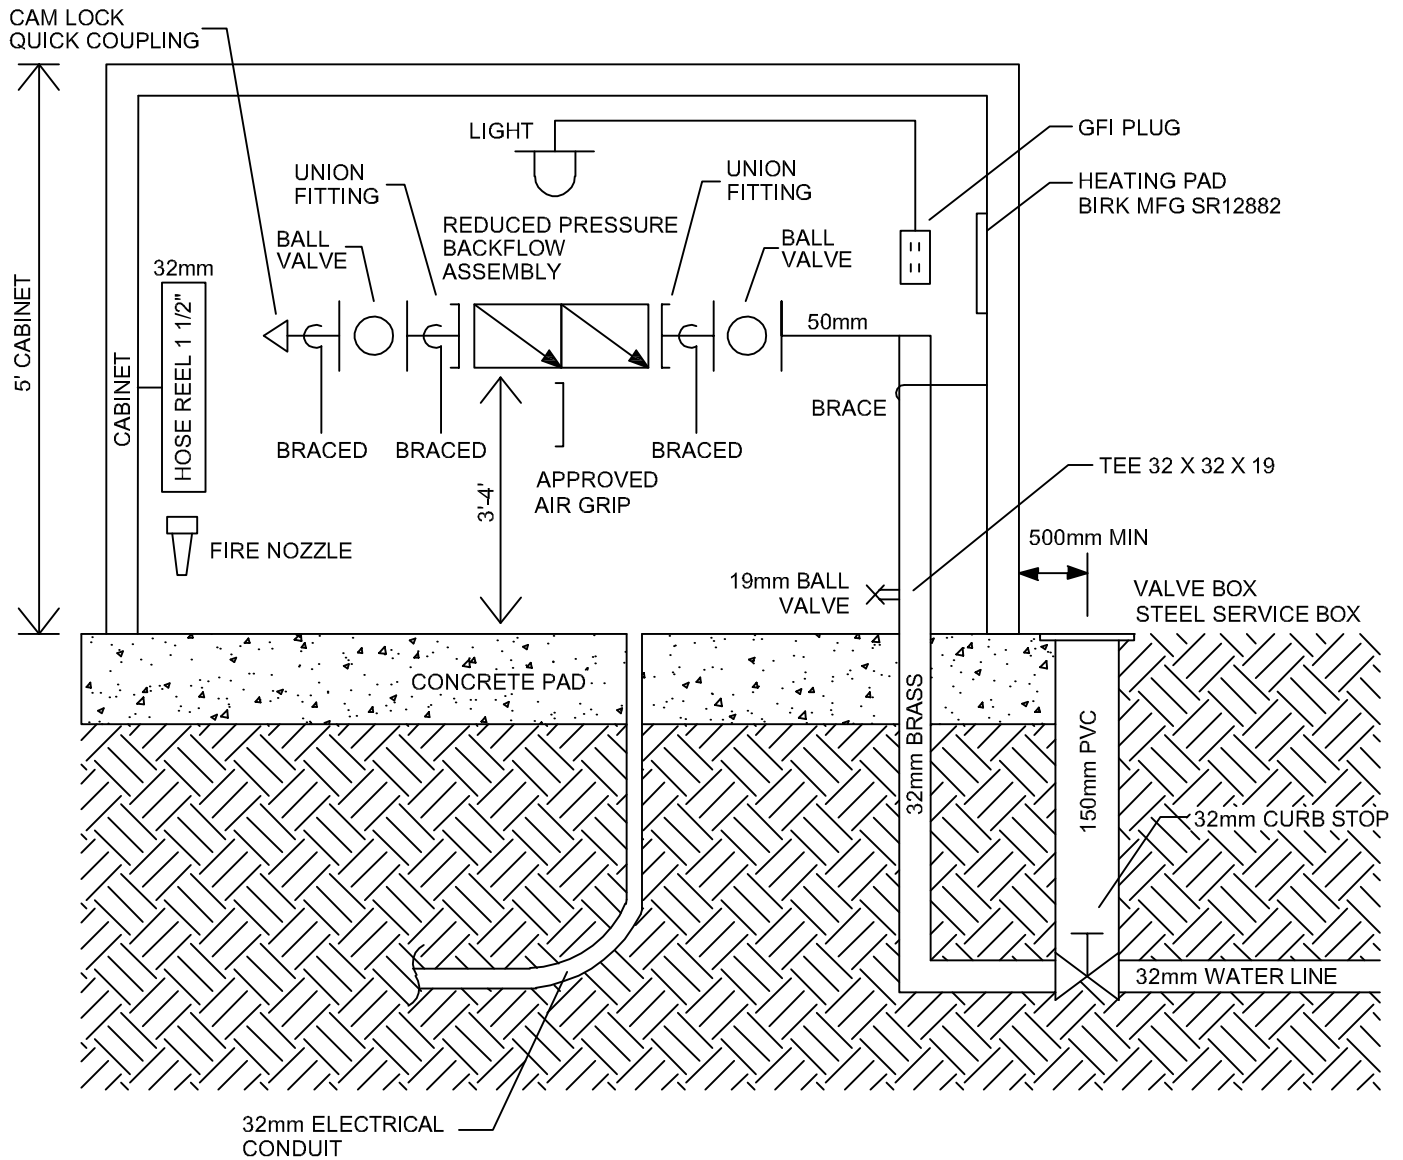 CAM LOCK
QUICK COUPLING
5' CABINET
CABINET
32mm
HOSE REEL 1 1/2"
FIRE NOZZLE
BALL
VALVE
UNION
FITTING
LIGHT
REDUCED PRESSURE
BACKFLOW
ASSEMBLY
UNION
FITTING
BALL
VALVE
50mm
GFI PLUG
HEATING PAD
BIRK MFG SR12882
BRACED
BRACED
BRACED
BRACE
3'-4'
APPROVED
AIR GRIP
TEE 32 X 32 X 19
500mm MIN
19mm BALL
VALVE
VALVE BOX
STEEL SERVICE BOX
CONCRETE PAD
32mm BRASS
150mm PVC
32mm CURB STOP
32mm WATER LINE
32mm ELECTRICAL
CONDUIT